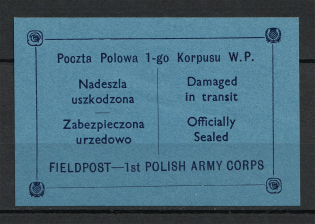 Poczta Polowa 1-go Korpusu W.P.
Nadeszla
uszkodzona
Zabezpieczona
urzedowo
Damaged
in transit
Officially
Sealed
FIELDPOST—1st POLISH ARMY CORPS